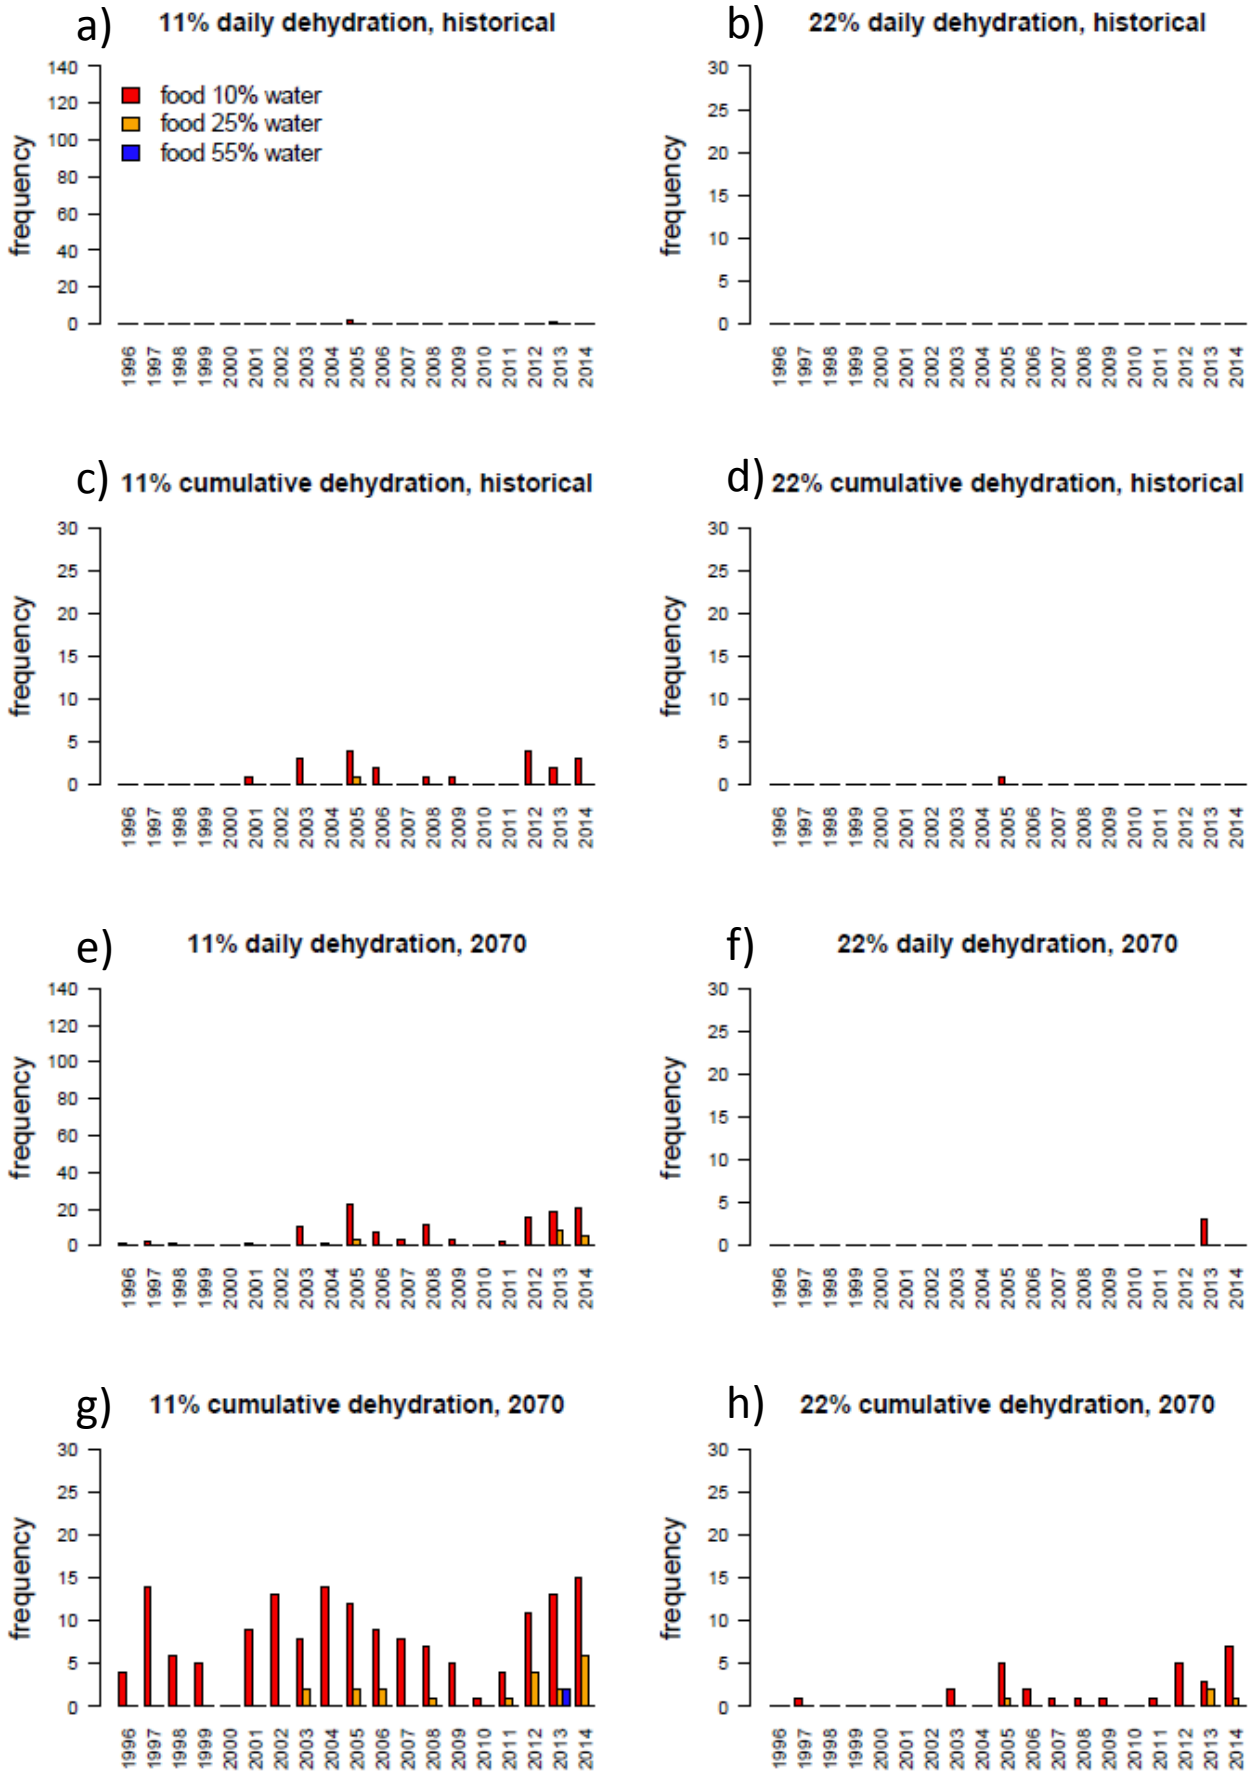 a) 11% daily dehydration, historical
frequency
140
120
100
80
60
40
20
0
food 10% water
food 25% water
food 55% water
1996 1997 1998 1999 2000 2001 2002 2003 2004 2005 2006 2007 2008 2009 2010 2011 2012 2013 2014
b) 22% daily dehydration, historical
frequency
30
25
20
15
10
5
0
1996 1997 1998 1999 2000 2001 2002 2003 2004 2005 2006 2007 2008 2009 2010 2011 2012 2013 2014
c) 11% cumulative dehydration, historical
frequency
30
25
20
15
10
5
0
1996 1997 1998 1999 2000 2001 2002 2003 2004 2005 2006 2007 2008 2009 2010 2011 2012 2013 2014
d) 22% cumulative dehydration, historical
frequency
30
25
20
15
10
5
0
1996 1997 1998 1999 2000 2001 2002 2003 2004 2005 2006 2007 2008 2009 2010 2011 2012 2013 2014
e) 11% daily dehydration, 2070
frequency
140
120
100
80
60
40
20
0
1996 1997 1998 1999 2000 2001 2002 2003 2004 2005 2006 2007 2008 2009 2010 2011 2012 2013 2014
f) 22% daily dehydration, 2070
frequency
30
25
20
15
10
5
0
1996 1997 1998 1999 2000 2001 2002 2003 2004 2005 2006 2007 2008 2009 2010 2011 2012 2013 2014
g) 11% cumulative dehydration, 2070
frequency
30
25
20
15
10
5
0
1996 1997 1998 1999 2000 2001 2002 2003 2004 2005 2006 2007 2008 2009 2010 2011 2012 2013 2014
h) 22% cumulative dehydration, 2070
frequency
30
25
20
15
10
5
0
1996 1997 1998 1999 2000 2001 2002 2003 2004 2005 2006 2007 2008 2009 2010 2011 2012 2013 2014